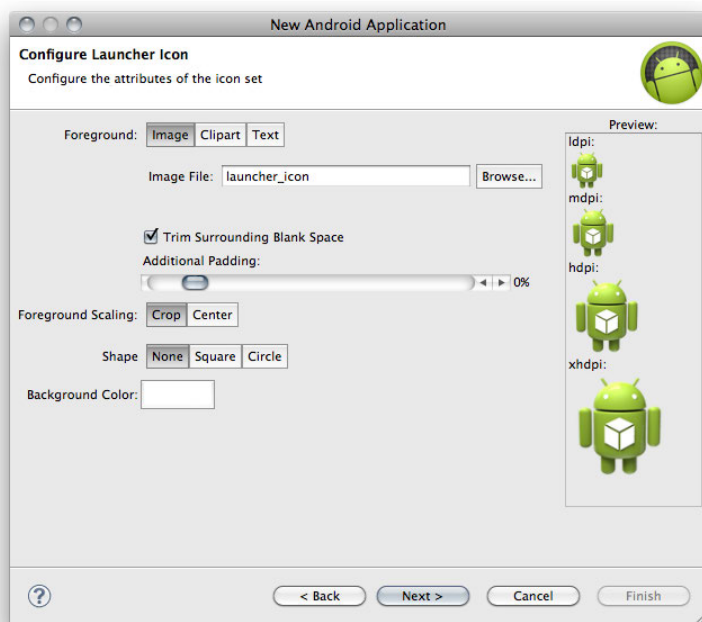 New Android Application
Configure Launcher Icon
Configure the attributes of the icon set
Foreground: Image Clipart Text
Image File: launcher_icon Browse...
Trim Surrounding Blank Space
Additional Padding:
0%
Foreground Scaling: Crop Center
Shape None Square Circle
Background Color:
Preview:
ldpi:
mdpi:
hdpi:
xhdpi:
? < Back Next > Cancel Finish